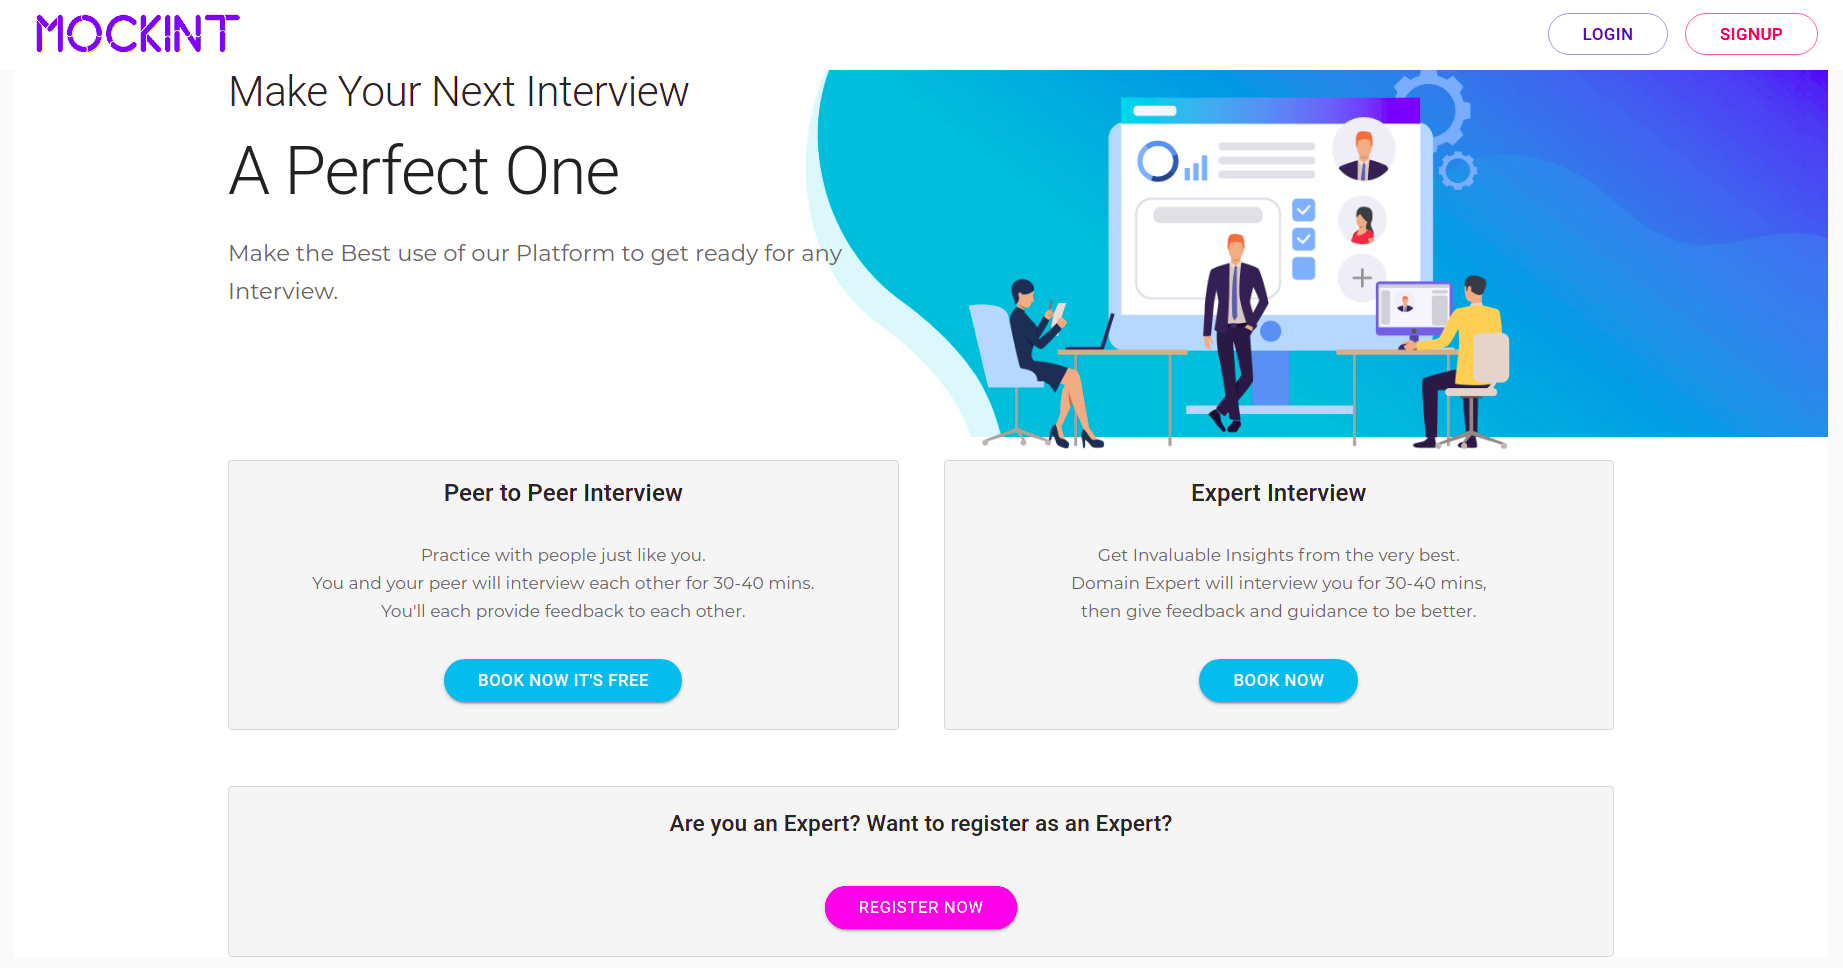 MOCKINT
LOGIN
SIGNUP
Make Your Next Interview
A Perfect One
Make the Best use of our Platform to get ready for any
Interview.
Peer to Peer Interview
Practice with people just like you.
You and your peer will interview each other for 30-40 mins.
You'll each provide feedback to each other.
BOOK NOW IT'S FREE
Expert Interview
Get Invaluable Insights from the very best.
Domain Expert will interview you for 30-40 mins,
then give feedback and guidance to be better.
BOOK NOW
Are you an Expert? Want to register as an Expert?
REGISTER NOW